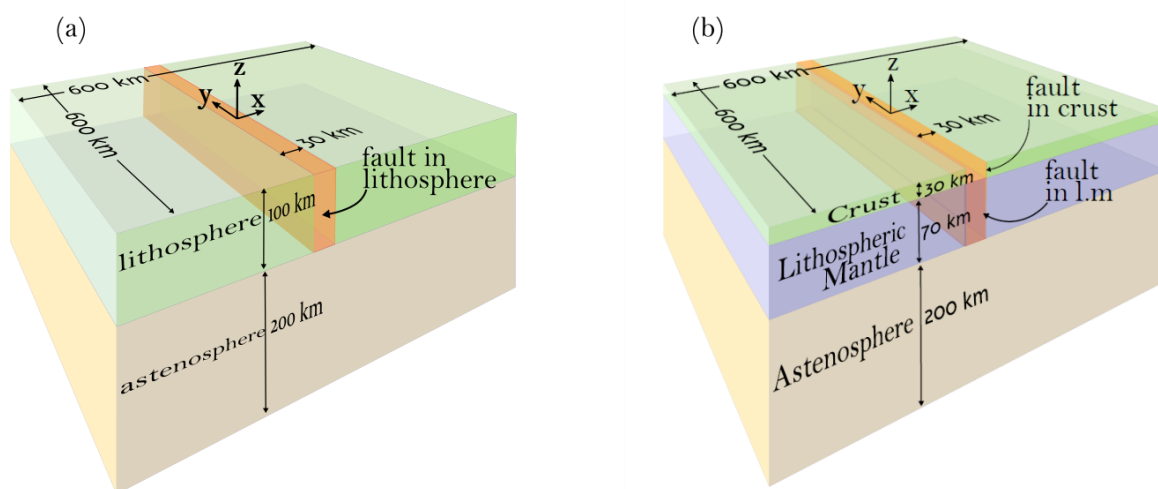 (a)
600 km
600 km
z
y
x
30 km
fault in
lithosphere
lithosphere
100 km
astenosphere
200 km
(b)
600 km
600 km
z
y
x
30 km
fault
in crust
Crust
30 km
fault
in l.m
Lithospheric
Mantle
70 km
Astenosphere
200 km